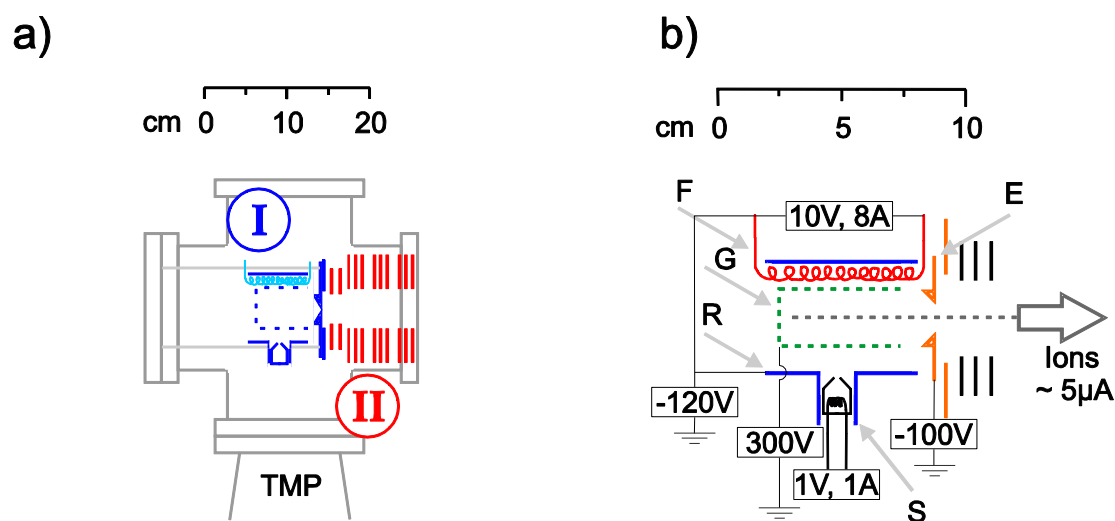 a)
cm 0 10 20
I
II
TMP
b)
cm 0 5 10
F
E
10V, 8A
G
R
Ions
~ 5µA
-120V
300V
-100V
1V, 1A
S